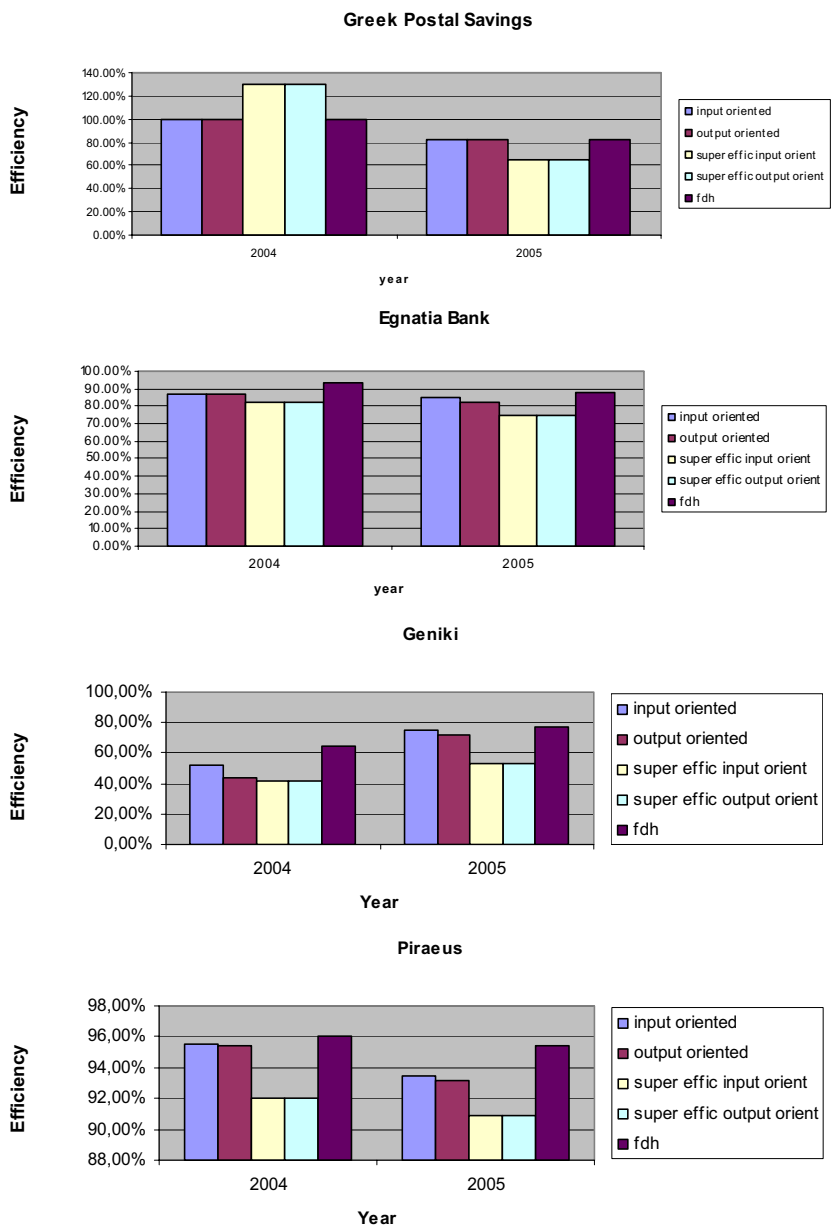 Greek Postal Savings
Efficiency
140.00%
120.00%
100.00%
80.00%
60.00%
40.00%
20.00%
0.00%
2004 2005
year
input oriented
output oriented
super effic input orient
super effic output orient
fdh
Egnatia Bank
Efficiency
100.00%
90.00%
80.00%
70.00%
60.00%
50.00%
40.00%
30.00%
20.00%
10.00%
0.00%
2004 2005
year
input oriented
output oriented
super effic input orient
super effic output orient
fdh
Geniki
Efficiency
100,00%
80,00%
60,00%
40,00%
20,00%
0,00%
2004 2005
Year
input oriented
output oriented
super effic input orient
super effic output orient
fdh
Piraeus
Efficiency
98,00%
96,00%
94,00%
92,00%
90,00%
88,00%
2004 2005
Year
input oriented
output oriented
super effic input orient
super effic output orient
fdh